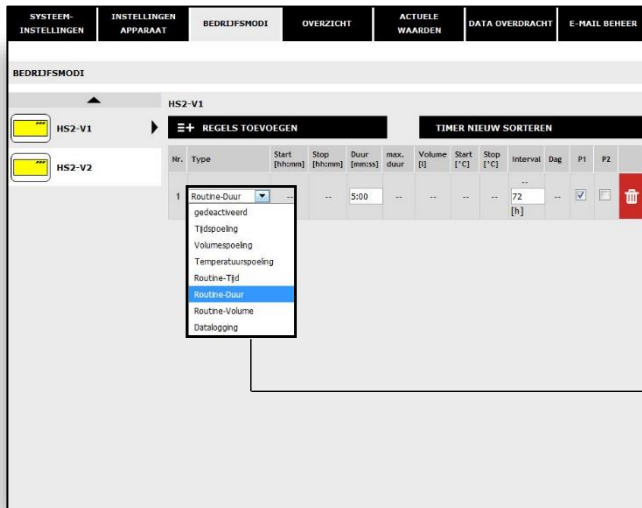 SYSTEEM-
INSTELLINGEN
INSTELLINGEN
APPARAAT
BEDRIJFSMODI
OVERZICHT
ACTUELE
WAARDEN
DATA OVERDRACHT
E-MAIL BEHEER
BEDRIJFSMODI
HS2-V1
HS2-V2
HS2-V1
REGELS TOEVOEGEN
TIMER NIEUW SORTEREN
Nr. Type Start [hh:mm] Stop [hh:mm] Duur [mm:ss] max. duur Volume [l] Start [°C] Stop [°C] Interval Dag P1 P2
--
1 Routine-Duur -- -- 5:00 -- -- -- -- 72 --
[h]
gedeactiveerd
Tijdspoeling
Volumespoeling
Temperatuurspoeling
Routine-Tijd
Routine-Duur
Routine-Volume
Datalogging